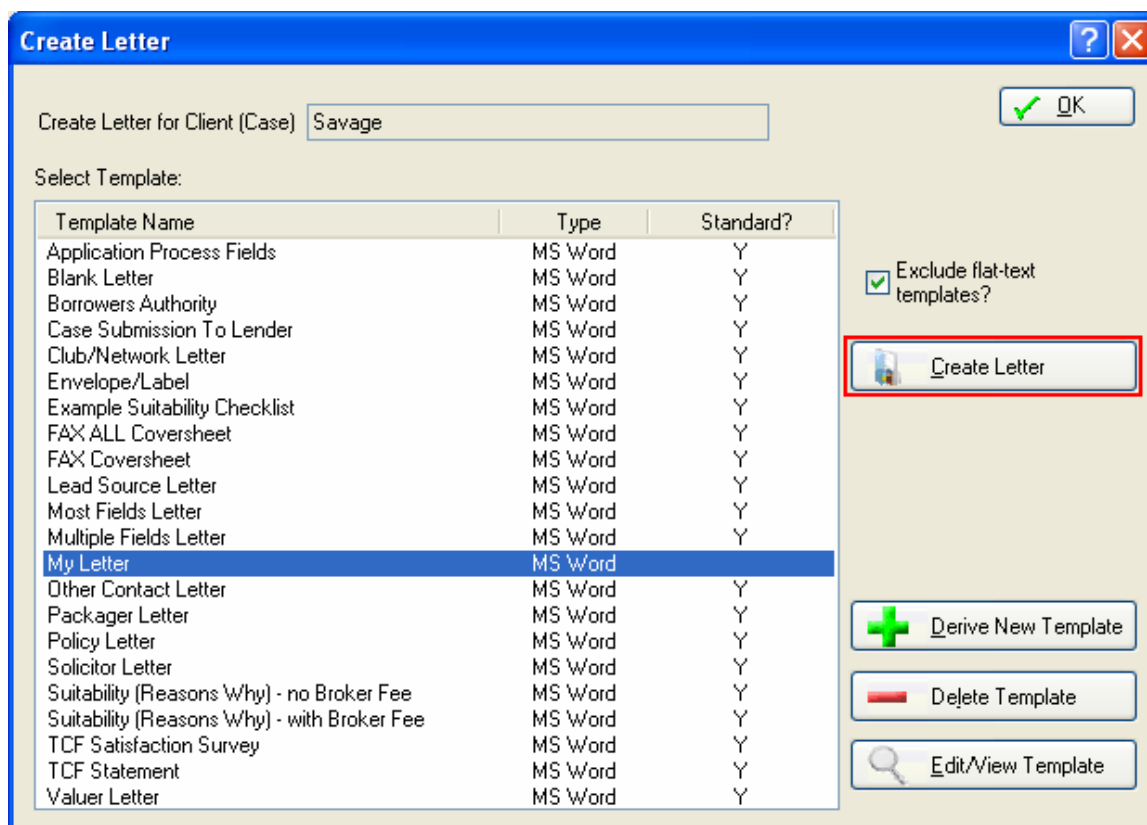 Create Letter
OK
Create Letter for Client (Case) Savage
Select Template:
Template Name Type Standard?
Application Process Fields MS Word Y
Blank Letter MS Word Y
Borrowers Authority MS Word Y
Case Submission To Lender MS Word Y
Club/Network Letter MS Word Y
Envelope/Label MS Word Y
Example Suitability Checklist MS Word Y
FAX ALL Coversheet MS Word Y
FAX Coversheet MS Word Y
Lead Source Letter MS Word Y
Most Fields Letter MS Word Y
Multiple Fields Letter MS Word Y
My Letter MS Word
Other Contact Letter MS Word Y
Packager Letter MS Word Y
Policy Letter MS Word Y
Solicitor Letter MS Word Y
Suitability (Reasons Why) - no Broker Fee MS Word Y
Suitability (Reasons Why) - with Broker Fee MS Word Y
TCF Satisfaction Survey MS Word Y
TCF Statement MS Word Y
Valuer Letter MS Word Y
Exclude flat-text
templates?
Create Letter
Derive New Template
Delete Template
Edit/View Template